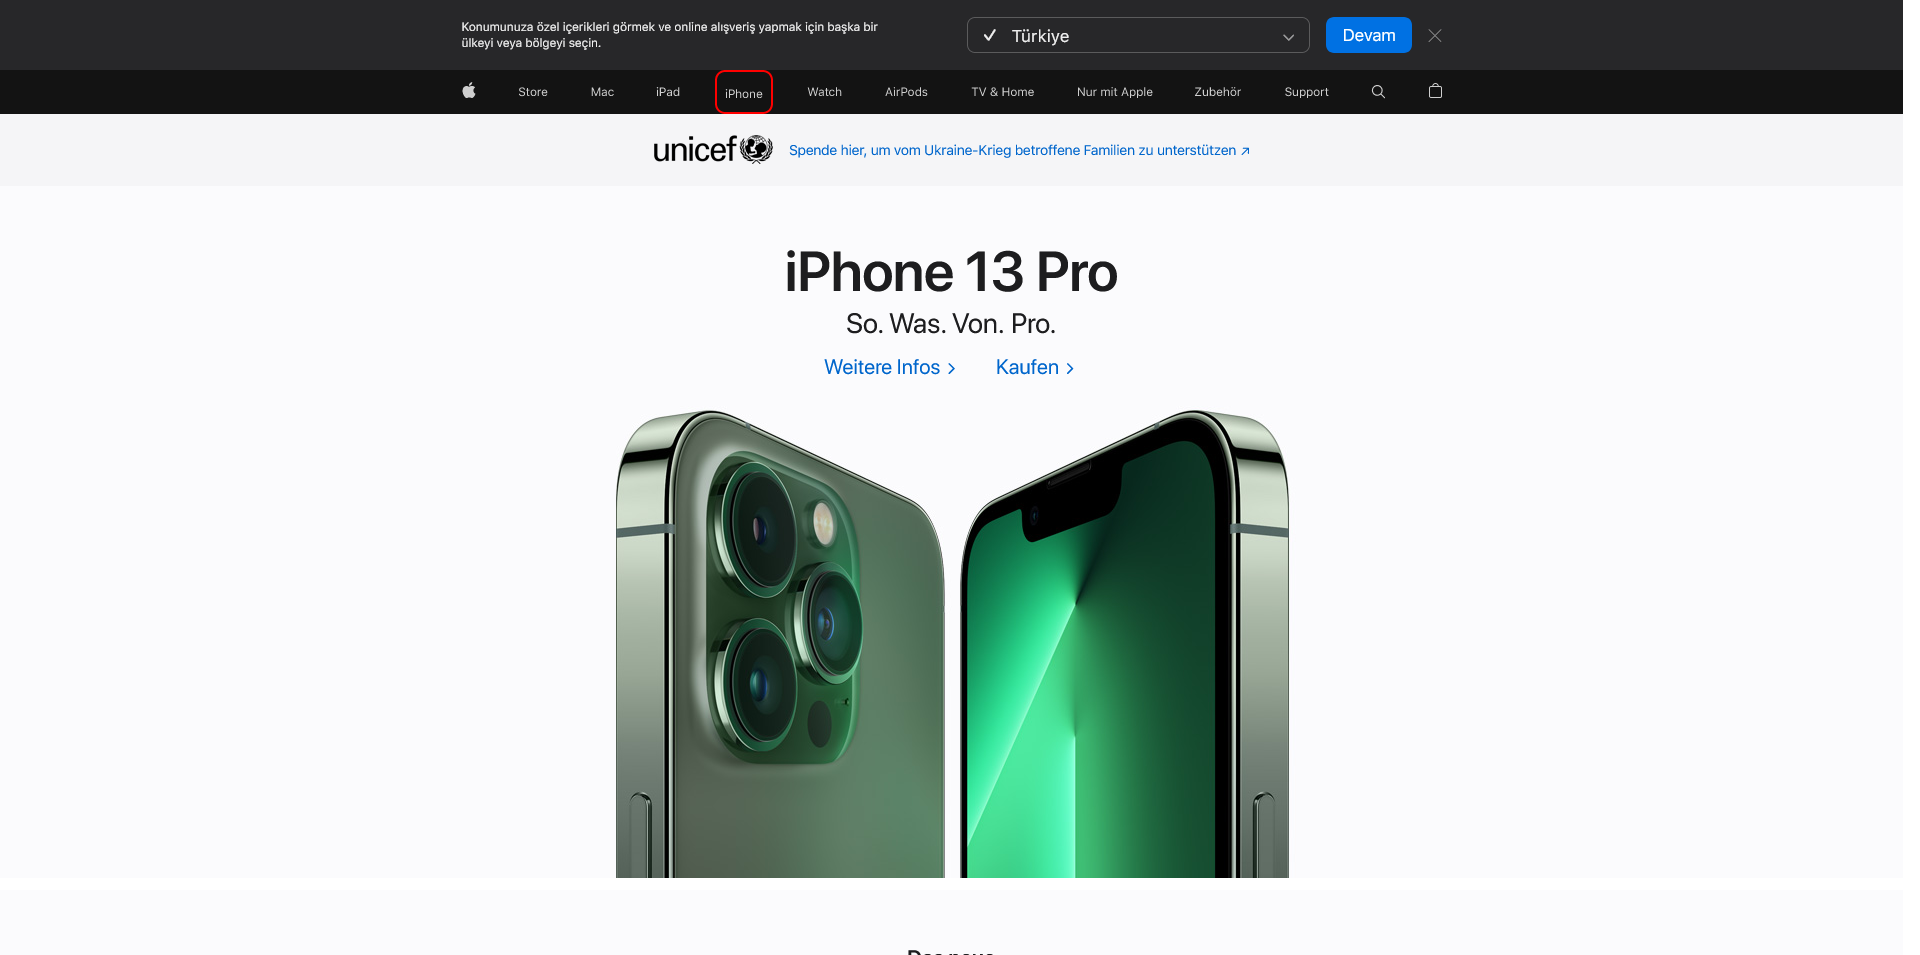 Konumunuza özel içerikleri görmek ve online alışveriş yapmak için başka bir
ülkeyi veya bölgeyi seçin.
Türkiye
Devam
Store Mac iPad iPhone Watch AirPods TV & Home Nur mit Apple Zubehör Support
unicef Spende hier, um vom Ukraine-Krieg betroffene Familien zu unterstützen
iPhone 13 Pro
So. Was. Von. Pro.
Weitere Infos Kaufen